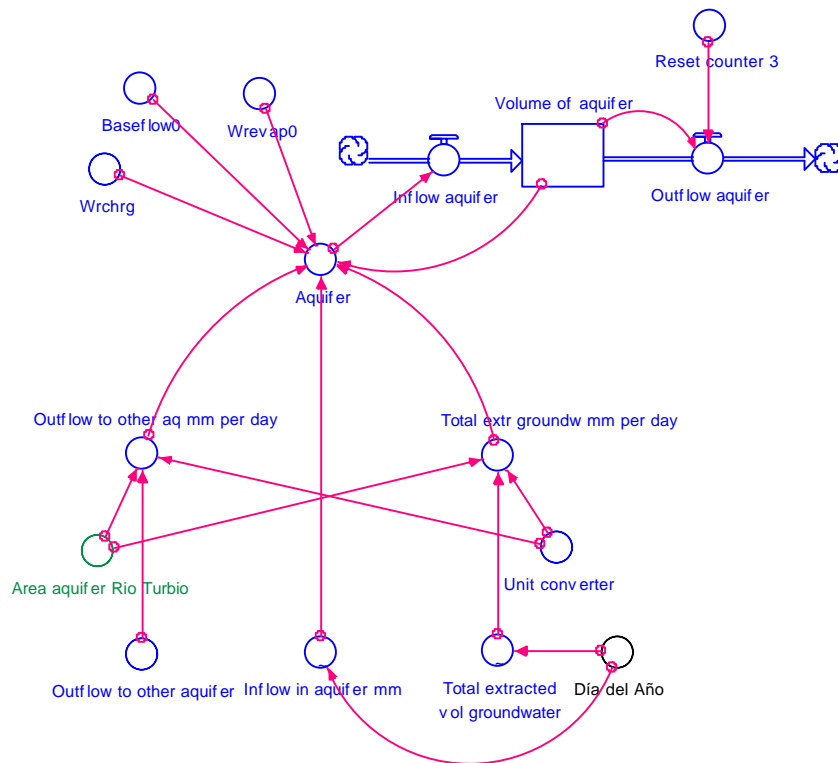 Reset counter 3
Volume of aquifer
Baseflow0
Wrevap0
Inflow aquifer
Outflow aquifer
Wrchrg
Aquifer
Outflow to other aq mm per day
Total extr groundw mm per day
Area aquifer Rio Turbio
Unit converter
Outflow to other aquifer
Inflow in aquifer mm
Total extracted
vol groundwater
Día del Año